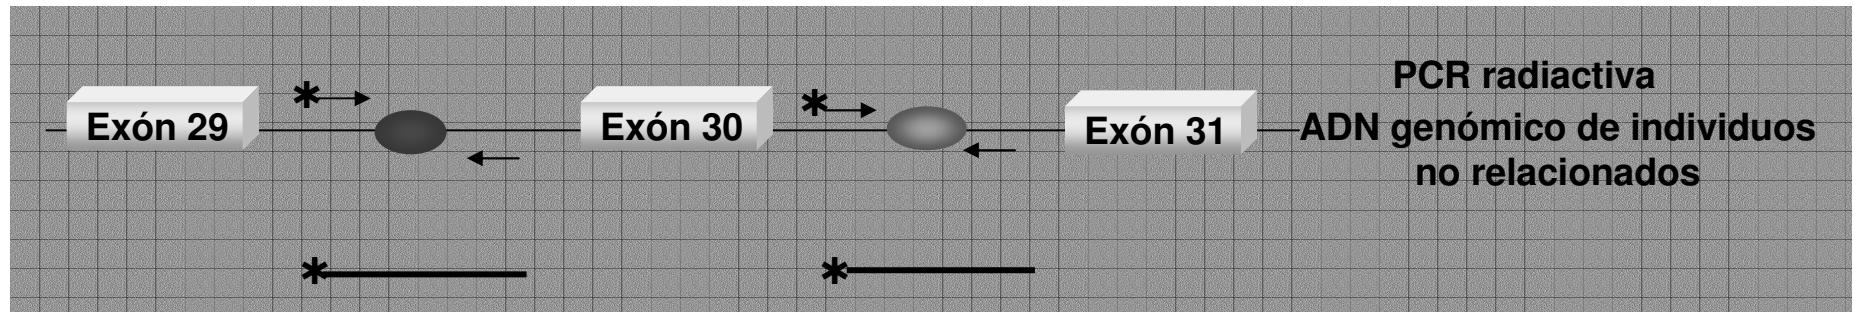 Exón 29
Exón 30
Exón 31
PCR radiactiva
ADN genómico de individuos
no relacionados